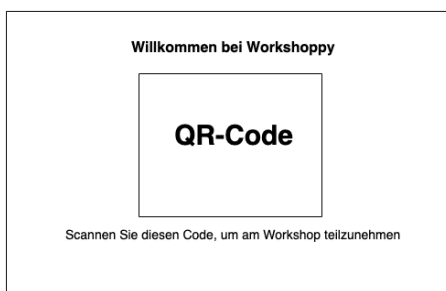 Willkommen bei Workshoppy
QR-Code
Scannen Sie diesen Code, um am Workshop teilzunehmen